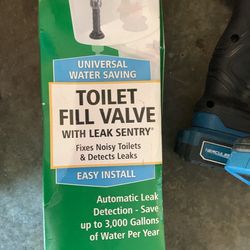 UNIVERSAL
WATER SAVING
TOILET
FILL VALVE
WITH LEAK SENTRY®
Fixes Noisy Toilets
& Detects Leaks
EASY INSTALL
Automatic Leak
Detection - Save
up to 3,000 Gallons
of Water Per Year